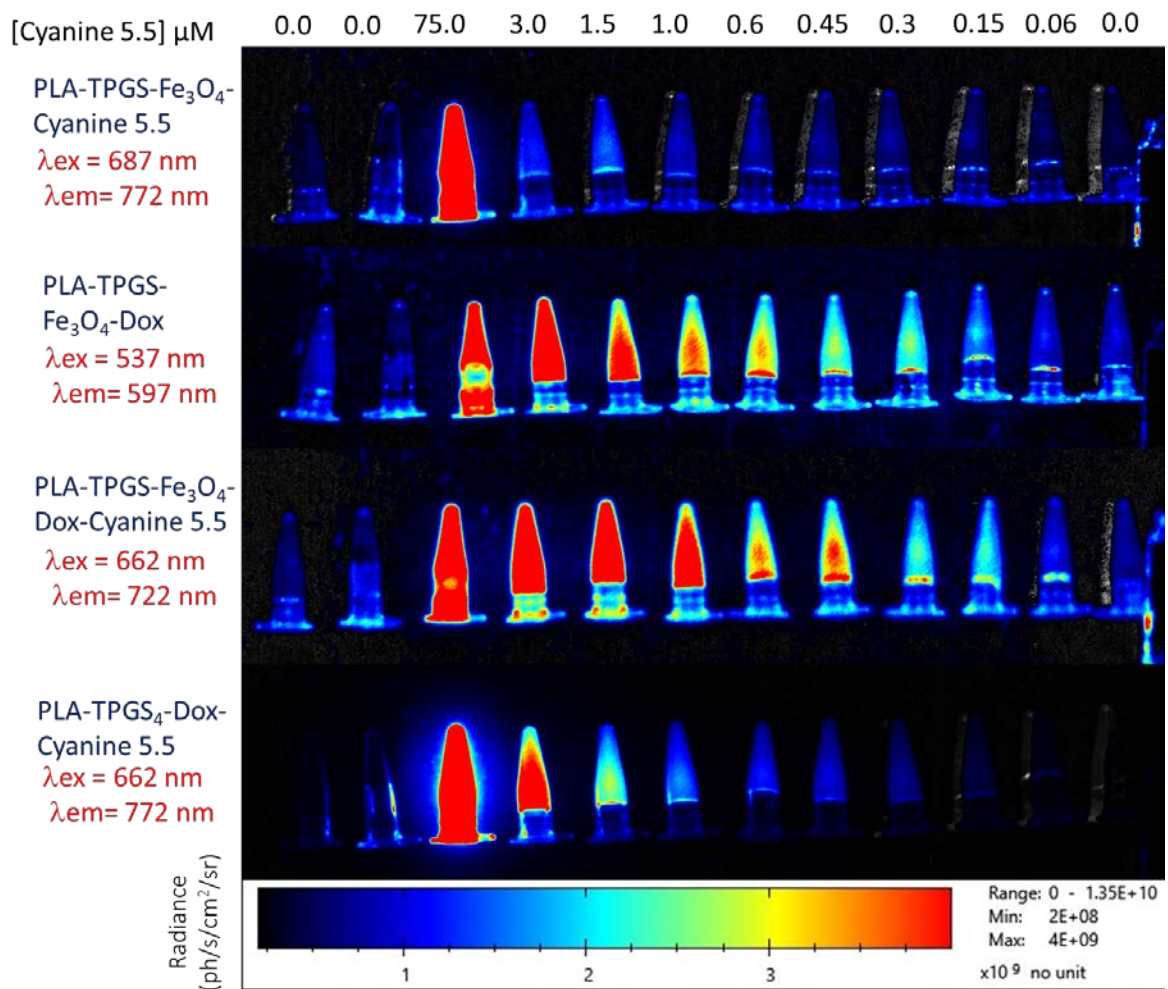 [Cyanine 5.5] μM 0.0 0.0 75.0 3.0 1.5 1.0 0.6 0.45 0.3 0.15 0.06 0.0
PLA-TPGS-Fe₃O₄-
Cyanine 5.5
λex = 687 nm
λem= 772 nm
PLA-TPGS-
Fe₃O₄-Dox
λex = 537 nm
λem= 597 nm
PLA-TPGS-Fe₃O₄-
Dox-Cyanine 5.5
λex = 662 nm
λem= 722 nm
PLA-TPGS₄-Dox-
Cyanine 5.5
λex = 662 nm
λem= 772 nm
Radiance
(ph/s/cm²/sr)
1 2 3
Range: 0 - 1.35E+10
Min: 2E+08
Max: 4E+09
x10⁹ no unit